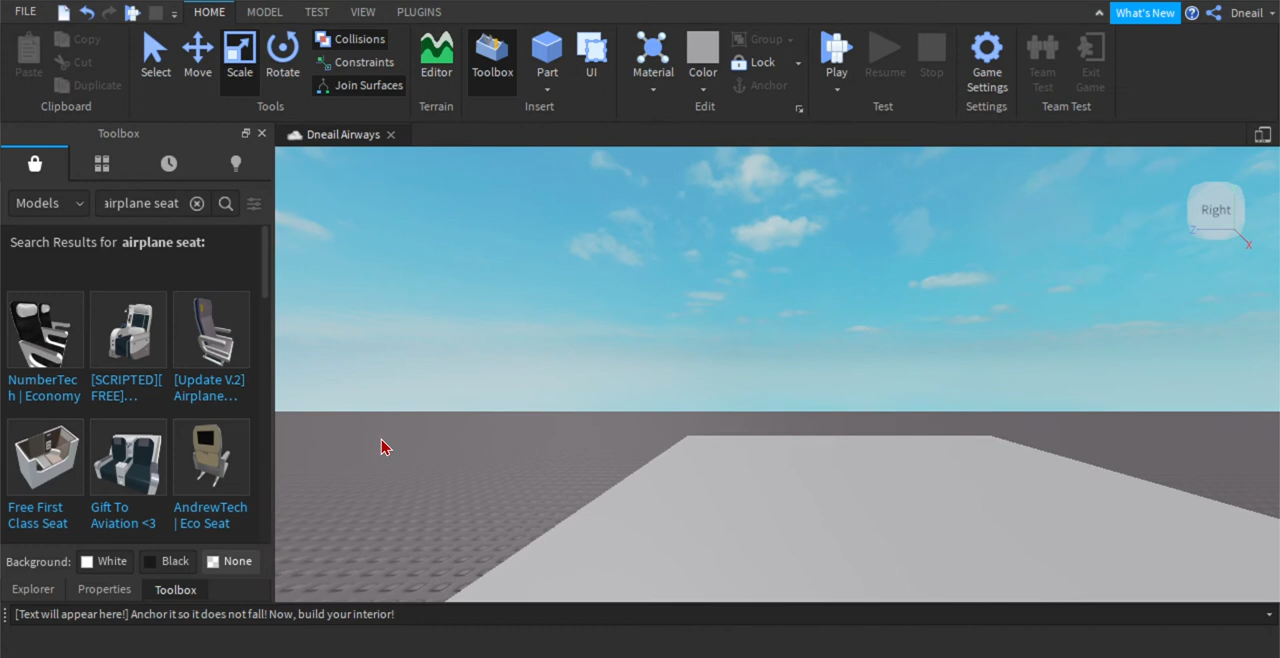 FILE HOME MODEL TEST VIEW PLUGINS What's New Dneail
Paste Copy Cut Duplicate
Select Move Scale Rotate
Collisions
Constraints
Join Surfaces
Editor Toolbox Part UI Material Color
Group
Lock
Anchor
Play Resume Stop Game Settings Team Test Exit Game
Clipboard Tools Terrain Insert Edit Test Settings Team Test
Toolbox
Dneail Airways
Models airplane seat
Right
Z
X
Search Results for airplane seat:
NumberTec [SCRIPTED][ [Update V.2]
h | Economy FREE]... Airplane...
Free First Gift To AndrewTech
Class Seat Aviation <3 | Eco Seat
Background: White Black None
Explorer Properties Toolbox
[Text will appear here!] Anchor it so it does not fall! Now, build your interior!